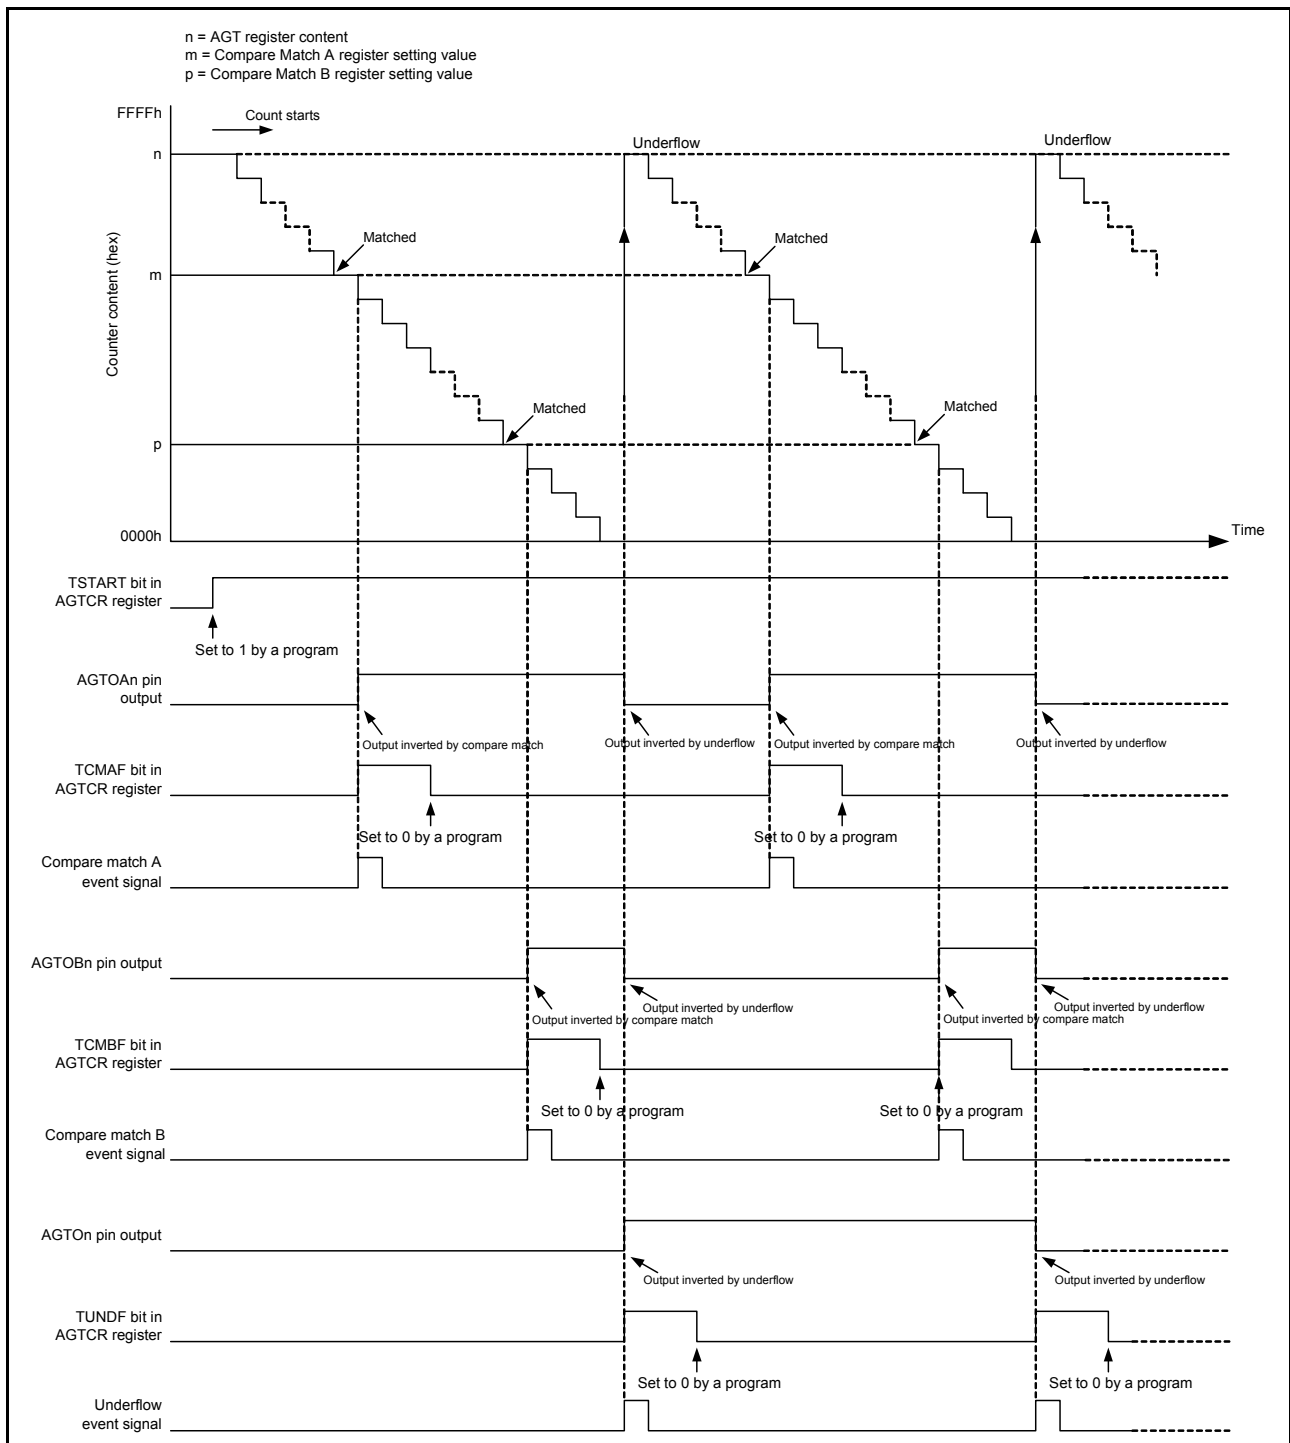 n = AGT register content
m = Compare Match A register setting value
p = Compare Match B register setting value
FFFFh
Count starts
Underflow
Underflow
n
Matched
Matched
m
Counter content (hex)
Matched
Matched
p
0000h
Time
TSTART bit in
AGTCR register
Set to 1 by a program
AGTOAn pin
output
Output inverted by compare match
Output inverted by underflow
Output inverted by compare match
Output inverted by underflow
TCMAF bit in
AGTCR register
Set to 0 by a program
Set to 0 by a program
Compare match A
event signal
AGTOBn pin output
Output inverted by compare match
Output inverted by underflow
Output inverted by compare match
Output inverted by underflow
TCMBF bit in
AGTCR register
Set to 0 by a program
Set to 0 by a program
Compare match B
event signal
AGTOn pin output
Output inverted by underflow
Output inverted by underflow
TUNDF bit in
AGTCR register
Set to 0 by a program
Set to 0 by a program
Underflow
event signal